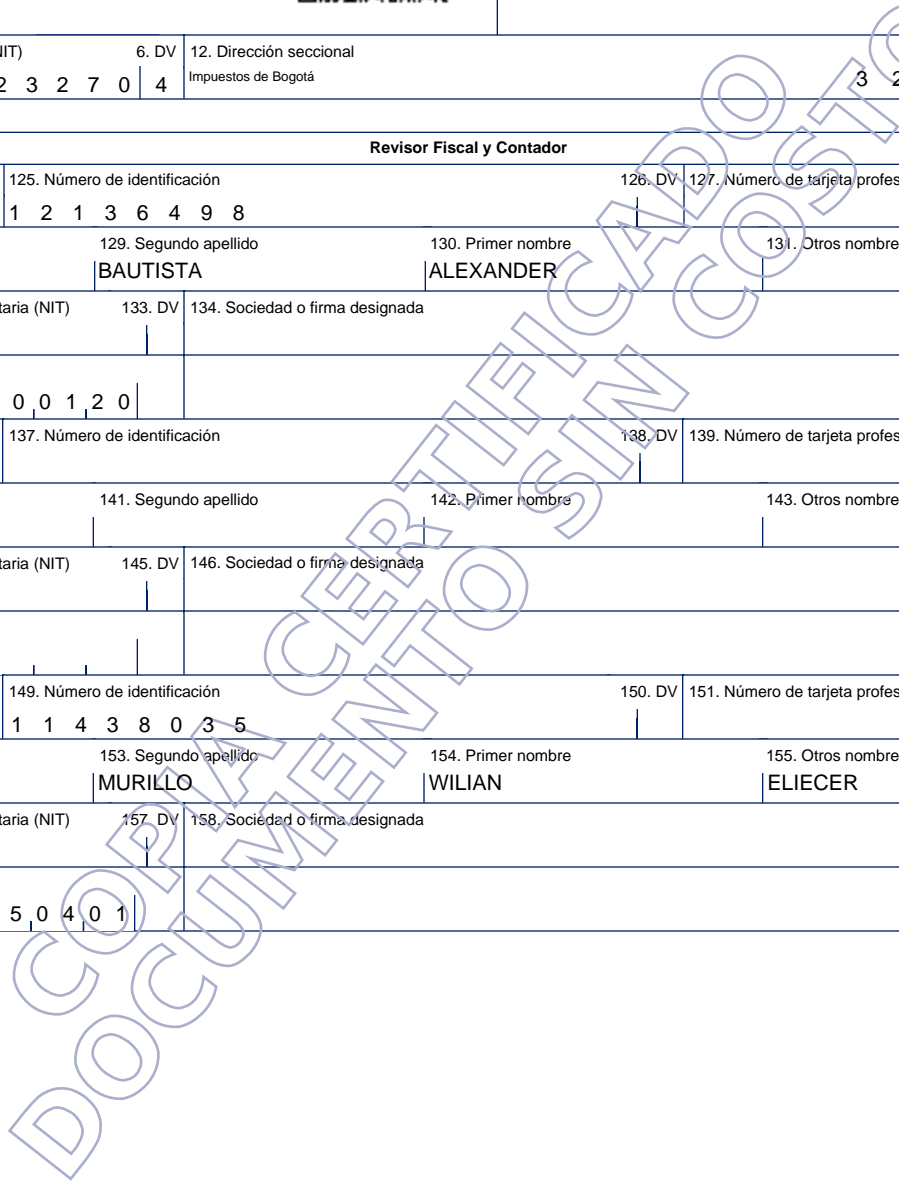 IIT) 6. DV 12. Dirección seccional
2 3 2 7 0 4 Impuestos de Bogotá 3 2
Revisor Fiscal y Contador
125. Número de identificación 126. DV 127. Número de tarjeta profes
1 2 1 3 6 4 9 8
129. Segundo apellido 130. Primer nombre 131. Otros nombre
BAUTISTA ALEXANDER
taria (NIT) 133. DV 134. Sociedad o firma designada
0 0 1 2 0
137. Número de identificación 138. DV 139. Número de tarjeta profes
141. Segundo apellido 142. Primer nombre 143. Otros nombre
taria (NIT) 145. DV 146. Sociedad o firma designada
149. Número de identificación 150. DV 151. Número de tarjeta profes
1 1 4 3 8 0 3 5
153. Segundo apellido 154. Primer nombre 155. Otros nombre
MURILLO WILIAN ELIECER
taria (NIT) 157. DV 158. Sociedad o firma designada
5 0 4 0 1
COPIA CERTIFICADO
DOCUMENTO SIN COSTO